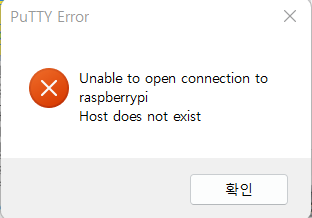 PuTTY Error
Unable to open connection to
raspberrypi
Host does not exist
확인